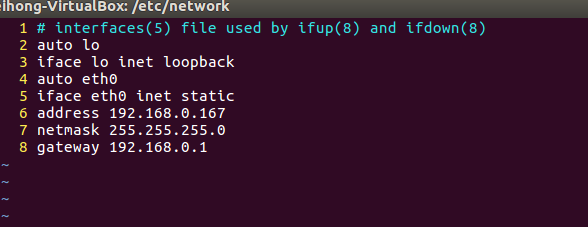 eihong-VirtualBox: /etc/network
1 # interfaces(5) file used by ifup(8) and ifdown(8)
2 auto lo
3 iface lo inet loopback
4 auto eth0
5 iface eth0 inet static
6 address 192.168.0.167
7 netmask 255.255.255.0
8 gateway 192.168.0.1
~
~
~
~